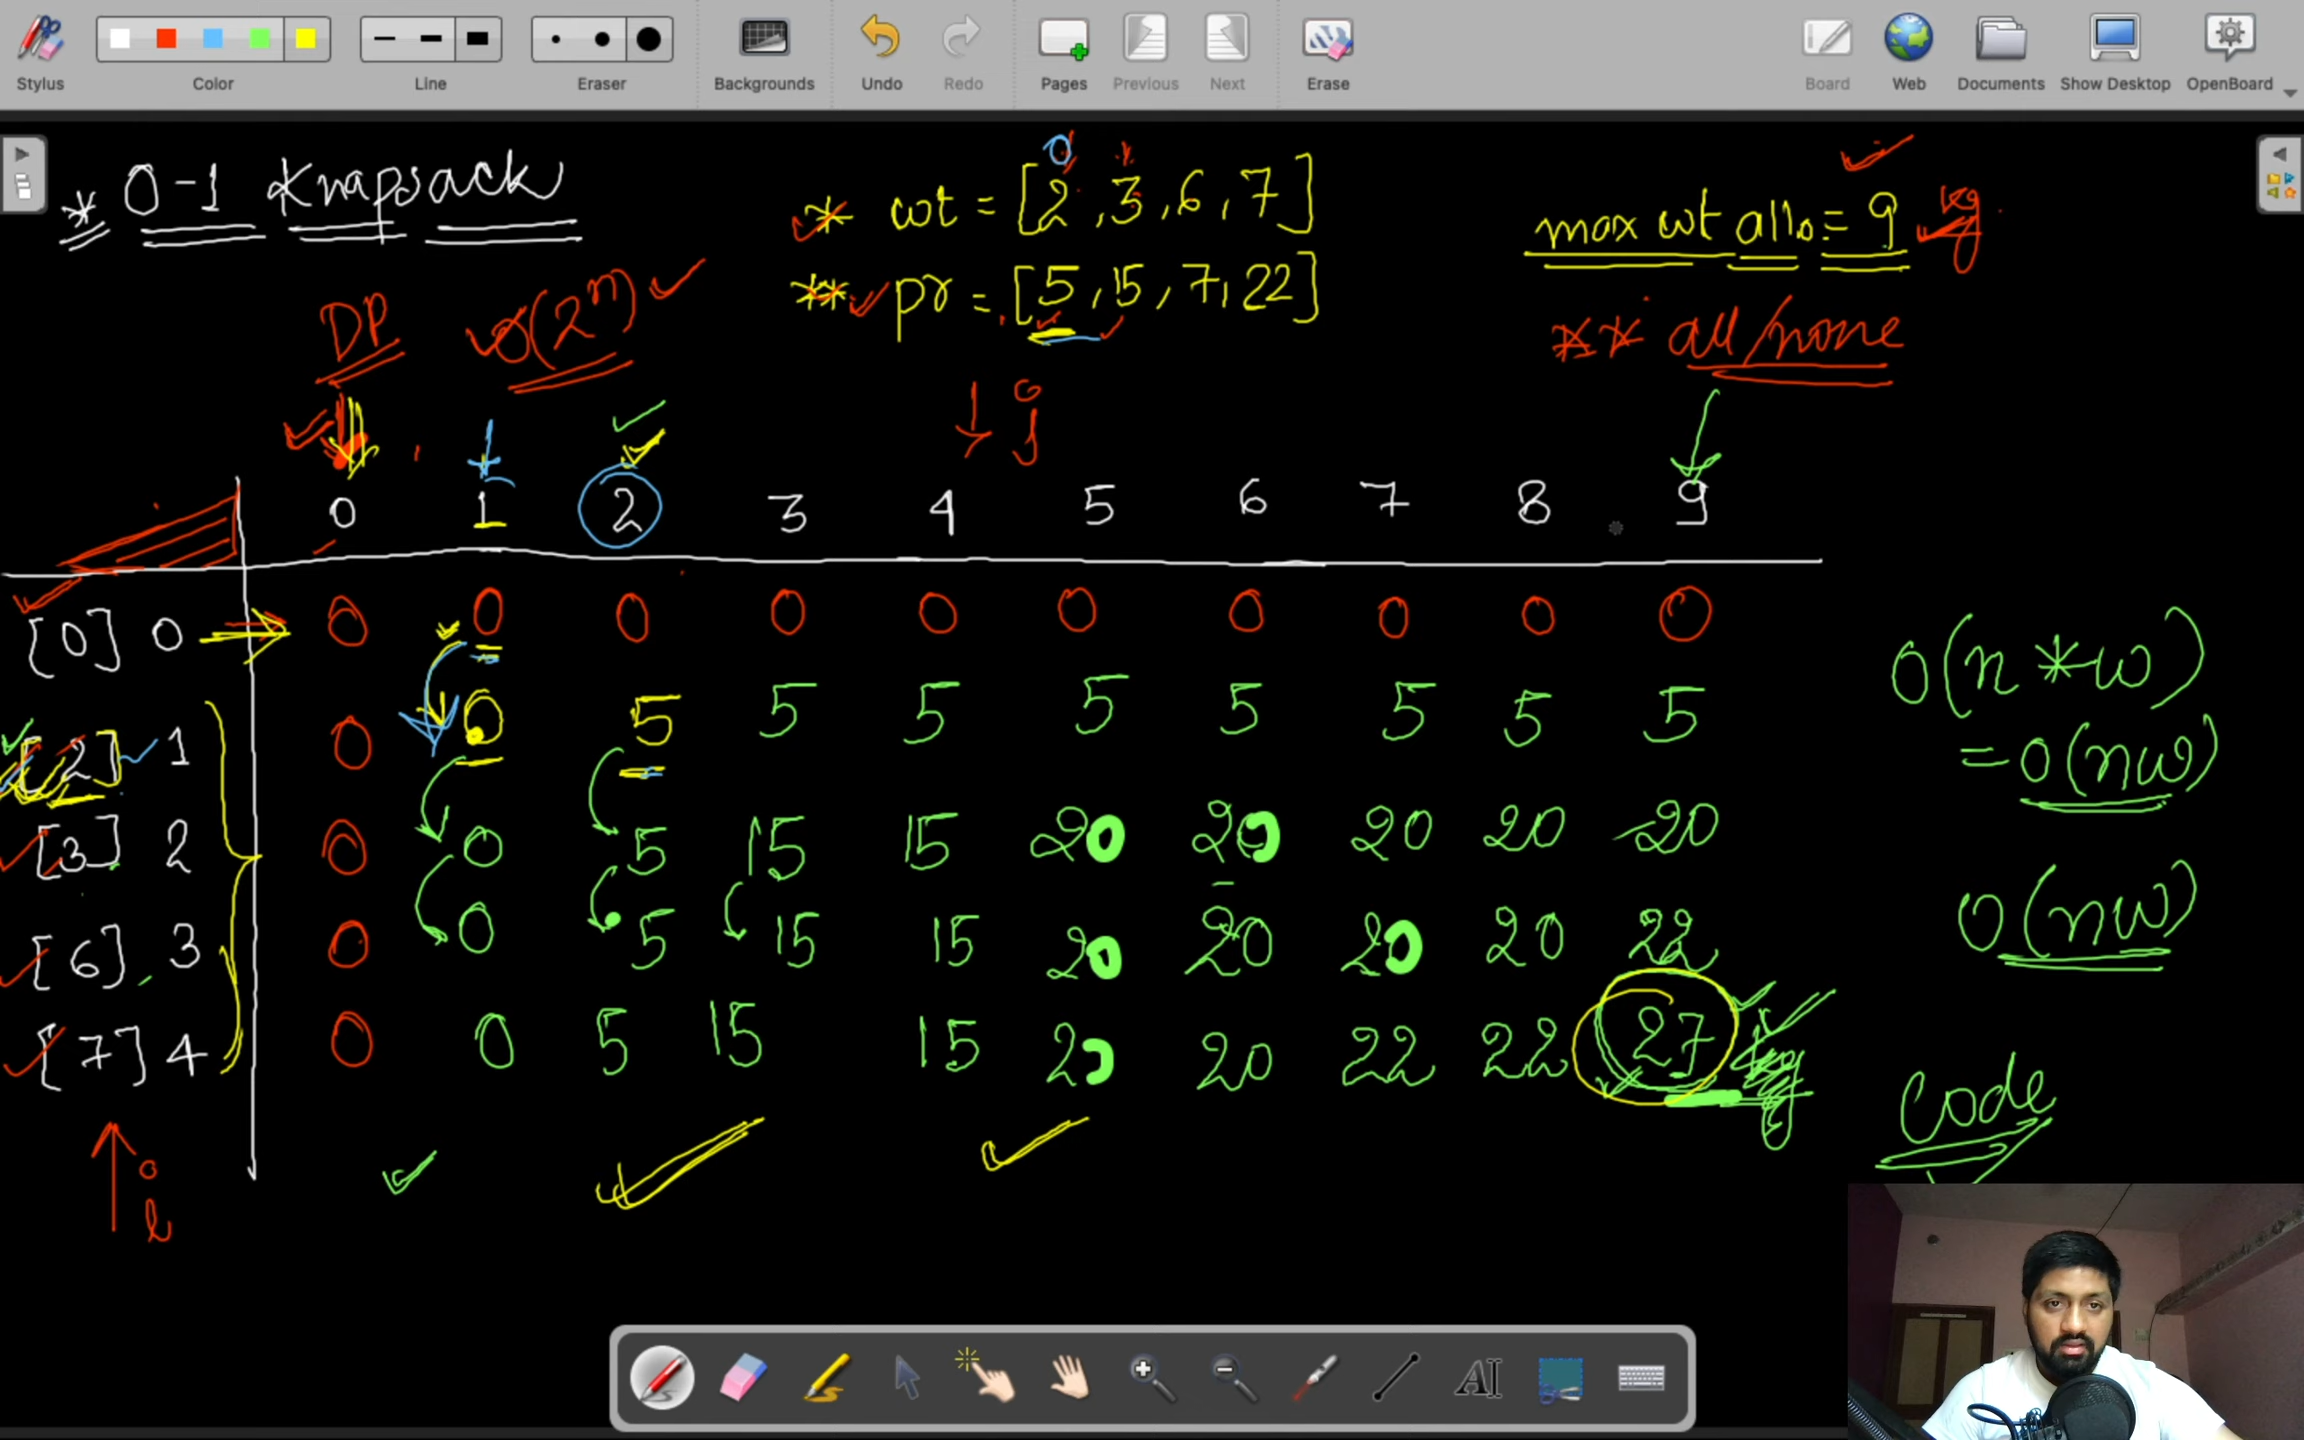 Stylus Color Line Eraser Backgrounds Undo Redo Pages Previous Next Erase Board Web Documents Show Desktop OpenBoard
* 0-1 Knapsack
0
* wt = [2, 3, 6, 7]
** pr = [5, 15, 7, 22]
max wt allo = 9 kg
** all/none
DP O(2^n)
j
0 1 2 3 4 5 6 7 8 9
[0] 0 0 0 0 0 0 0 0 0 0 0
[2] 1 0 0 5 5 5 5 5 5 5 5
[3] 2 0 0 5 15 15 20 20 20 20 20
[6] 3 0 0 5 15 15 20 20 20 20 22
[7] 4 0 0 5 15 15 20 20 22 22 27
i
O(n*w)
= O(nw)
O(nw)
Code
AI